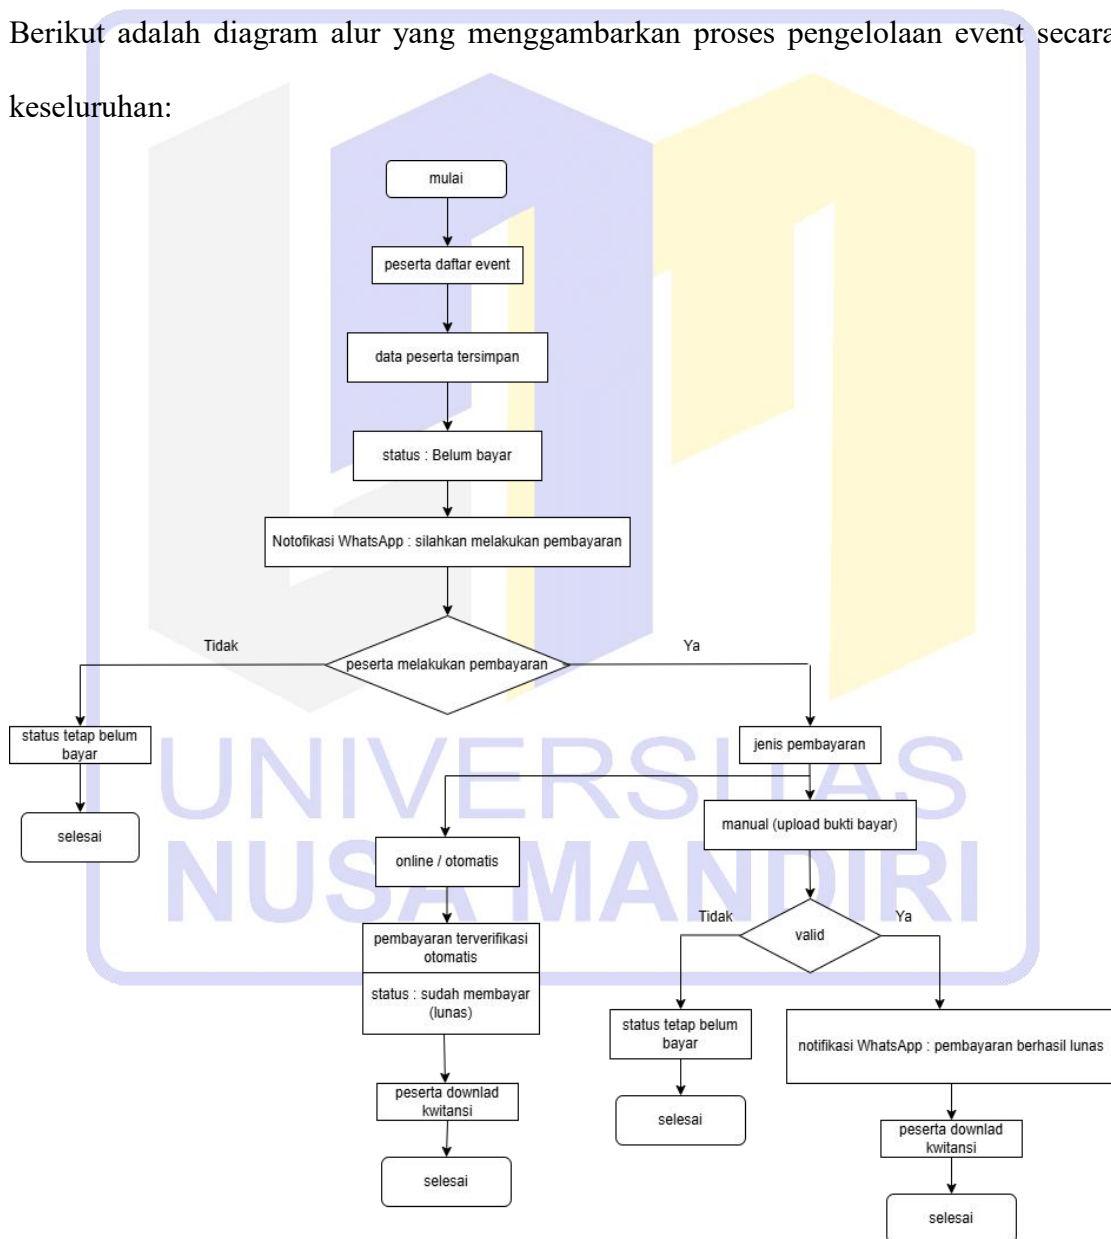 Berikut adalah diagram alur yang menggambarkan proses pengelolaan event secara
keseluruhan:
mulai
peserta daftar event
data peserta tersimpan
status : Belum bayar
Notofikasi WhatsApp : silahkan melakukan pembayaran
Tidak
peserta melakukan pembayaran
Ya
status tetap belum
bayar
selesai
jenis pembayaran
online / otomatis
manual (upload bukti bayar)
pembayaran terverifikasi
otomatis
status : sudah membayar
(lunas)
peserta downlad
kwitansi
selesai
Tidak
valid
Ya
status tetap belum
bayar
selesai
notifikasi WhatsApp : pembayaran berhasil lunas
peserta downlad
kwitansi
selesai
UNIVERSITAS
NUSA MANDIRI